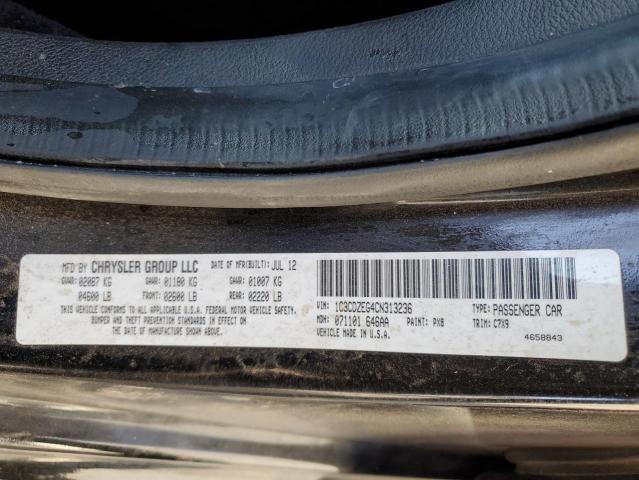 MFD BY CHRYSLER GROUP LLC DATE OF MFR(BUILT): JUL 12
GVWR: 02087 KG GAWR FRONT: 01180 KG GAWR REAR: 01007 KG
04600 LB 02600 LB 02220 LB
THIS VEHICLE CONFORMS TO ALL APPLICABLE U.S.A. FEDERAL MOTOR VEHICLE SAFETY,
BUMPER AND THEFT PREVENTION STANDARDS IN EFFECT ON
THE DATE OF MANUFACTURE SHOWN ABOVE.
VIN: 1C3CDZEG4CN313236 TYPE: PASSENGER CAR
MDH: 071101 646AA PAINT: PX8 TRIM: C7X9
VEHICLE MADE IN U.S.A. 4658843